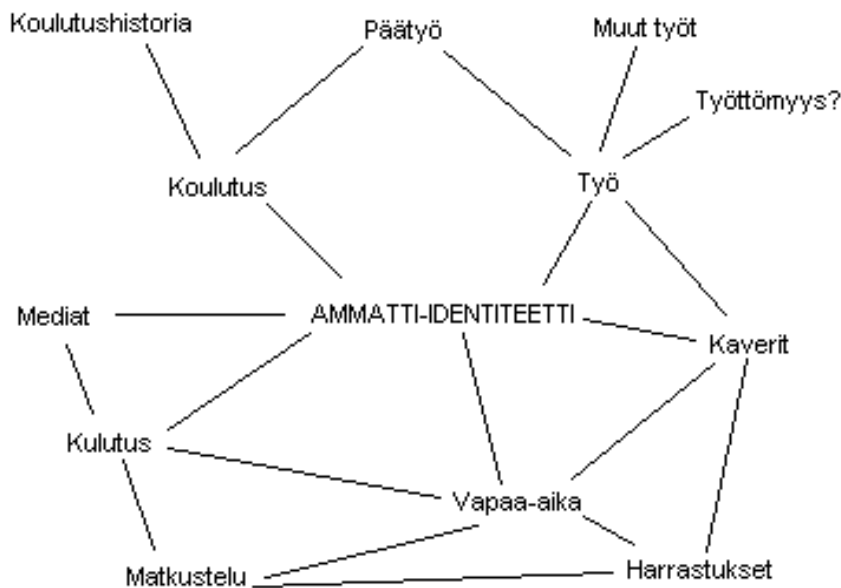 Koulutushistoria
Päätyö
Muut työt
Työttömyys?
Koulutus
Työ
Mediat
AMMATTI-IDENTITEETTI
Kaverit
Kulutus
Vapaa-aika
Matkustelu
Harrastukset